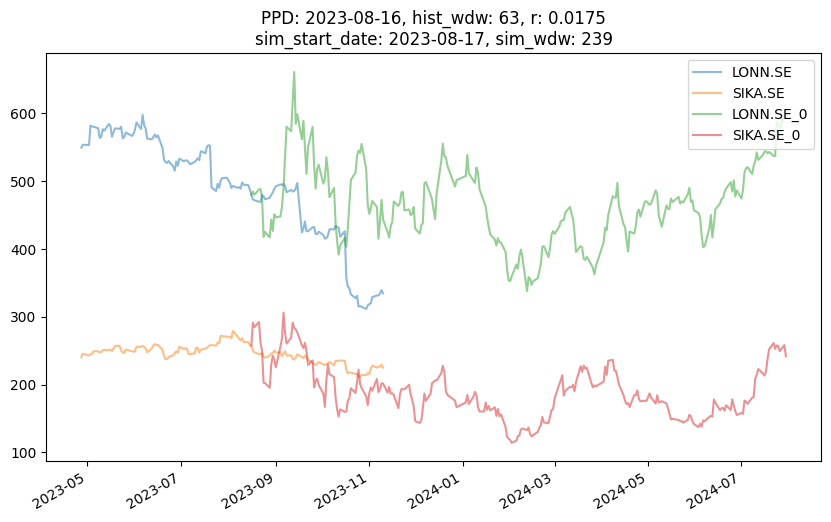 PPD: 2023-08-16, hist_wdw: 63, r: 0.0175
sim_start_date: 2023-08-17, sim_wdw: 239
LONN.SE
SIKA.SE
LONN.SE_0
SIKA.SE_0
600
500
400
300
200
100
2023-05
2023-07
2023-09
2023-11
2024-01
2024-03
2024-05
2024-07